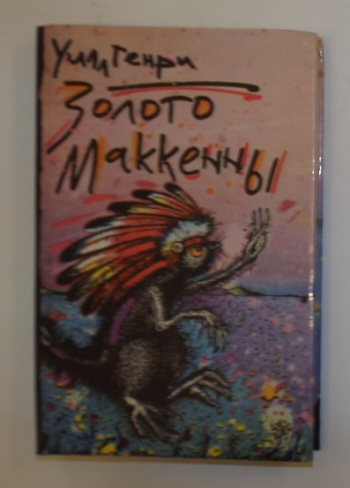 Уилл Генри
Золото
Маккенны